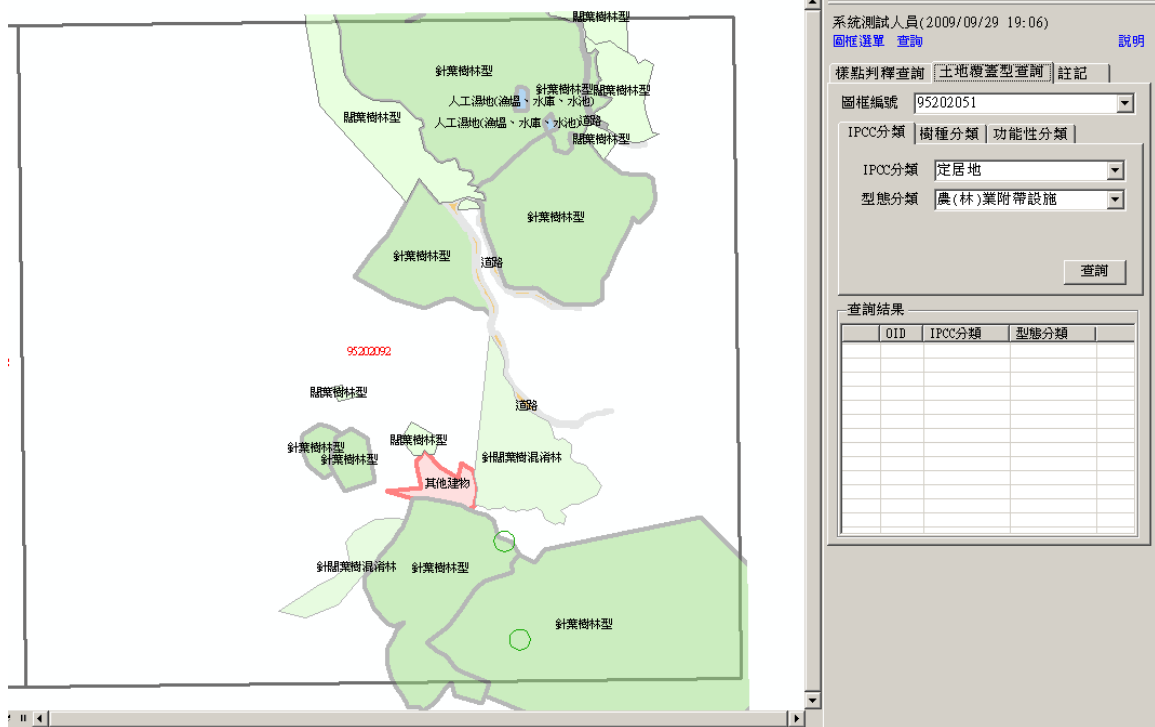 闊葉樹林型
針葉樹林型
針葉樹林型
闊葉樹林型
人工濕地(漁塭、水庫、水池)
闊葉樹林型
人工濕地(漁塭、水庫、水池)
道路
闊葉樹林型
針葉樹林型
針葉樹林型
道路
95202092
闊葉樹林型
道路
闊葉樹林型
針葉樹林型
針葉樹林型
針闊葉樹混淆林
其他建物
針闊葉樹混淆林
針葉樹林型
針葉樹林型
系統測試人員(2009/09/29 19:06)
圖框選單 查詢 說明
樣點判釋查詢 土地覆蓋型查詢 註記
圖框編號 95202051
IPCC分類 樹種分類 功能性分類
IPCC分類 定居地
型態分類 農(林)業附帶設施
查詢
查詢結果
OID IPCC分類 型態分類